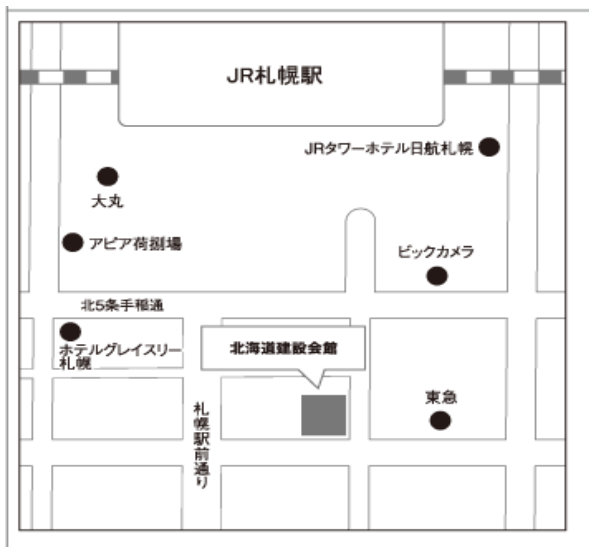 JR札幌駅
JRタワーホテル日航札幌
大丸
アピア荷捌場
ビックカメラ
北5条手稲通
ホテルグレイスリー
札幌
北海道建設会館
東急
札幌駅前通り